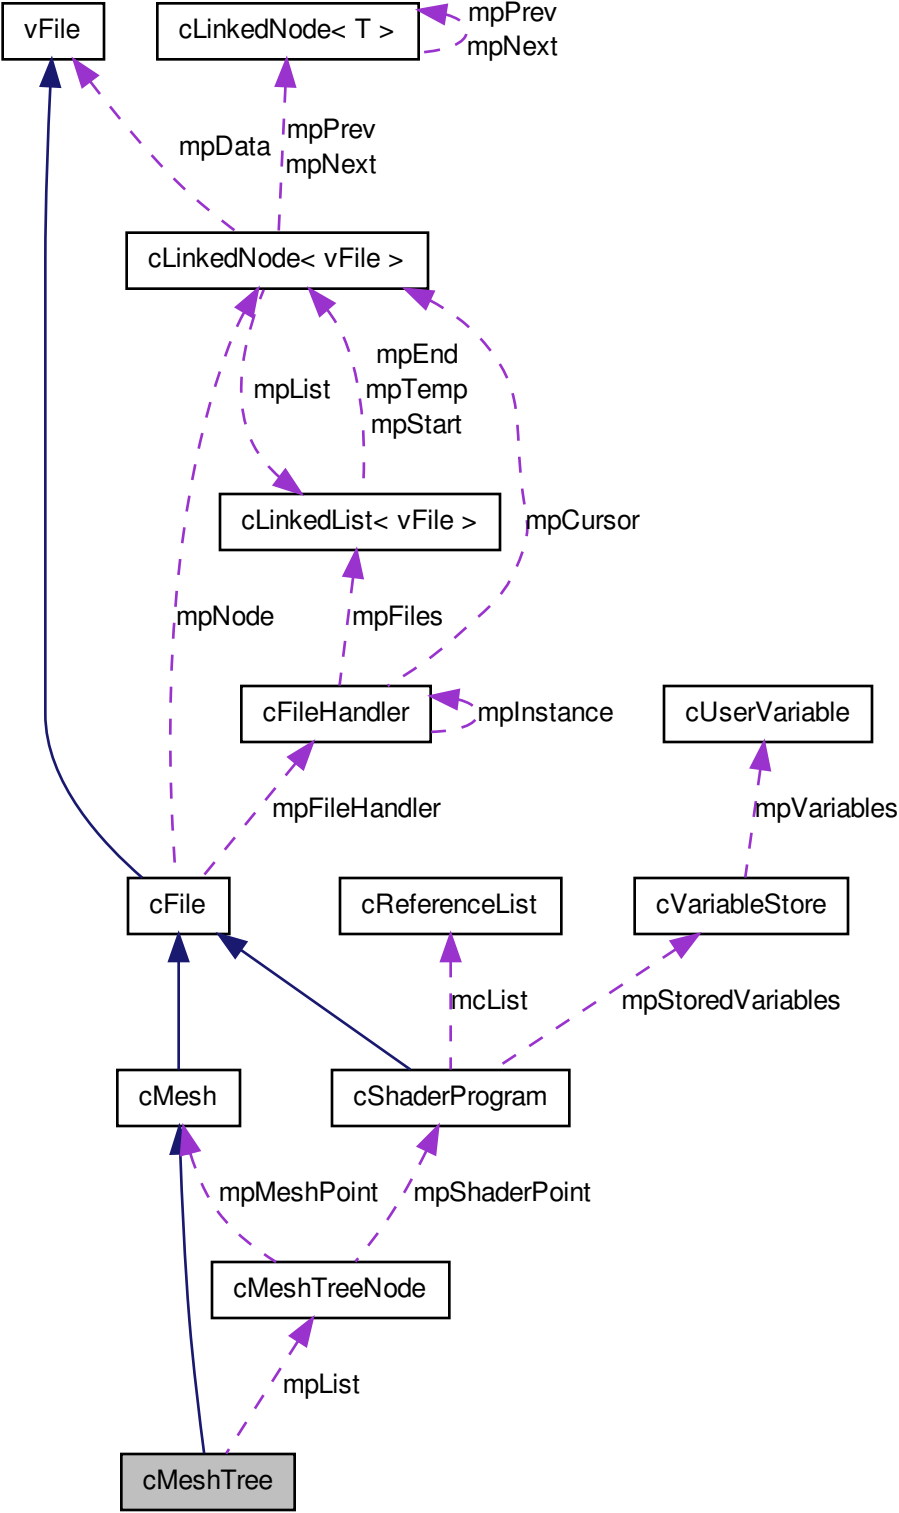 vFile
cLinkedNode< T >
mpPrev
mpNext
mpData
mpPrev
mpNext
cLinkedNode< vFile >
mpList
mpEnd
mpTemp
mpStart
cLinkedList< vFile >
mpCursor
mpNode
mpFiles
cFileHandler
mpInstance
cUserVariable
mpFileHandler
mpVariables
cFile
cReferenceList
cVariableStore
mcList
mpStoredVariables
cMesh
cShaderProgram
mpMeshPoint
mpShaderPoint
cMeshTreeNode
mpList
cMeshTree